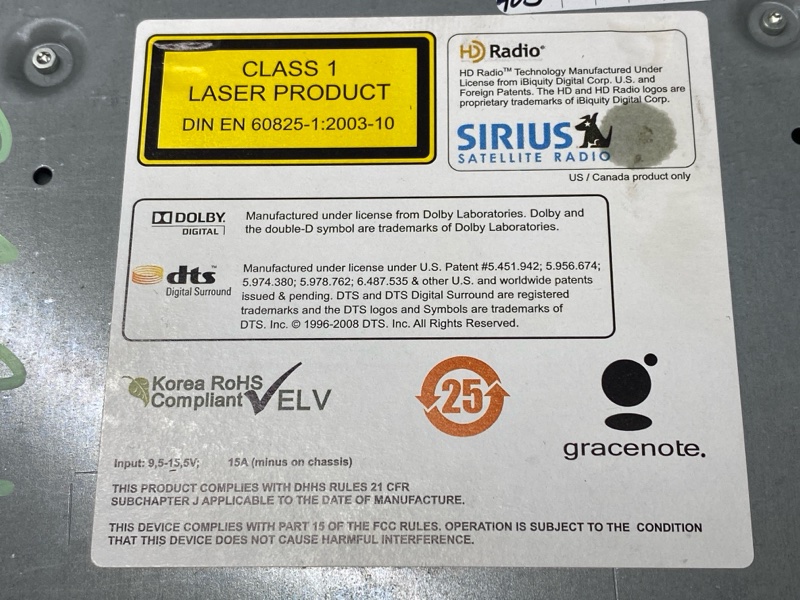 CLASS 1
LASER PRODUCT
DIN EN 60825-1:2003-10
HD Radio®
HD Radio™ Technology Manufactured Under
License from iBiquity Digital Corp. U.S. and
Foreign Patents. The HD and HD Radio logos are
proprietary trademarks of iBiquity Digital Corp.
SIRIUS
SATELLITE RADIO
US / Canada product only
DOLBY
DIGITAL
Manufactured under license from Dolby Laboratories. Dolby and
the double-D symbol are trademarks of Dolby Laboratories.
dts™
Digital Surround
Manufactured under license under U.S. Patent #5.451.942; 5.956.674;
5.974.380; 5.978.762; 6.487.535 & other U.S. and worldwide patents
issued & pending. DTS and DTS Digital Surround are registered
trademarks and the DTS logos and Symbols are trademarks of
DTS. Inc. © 1996-2008 DTS. Inc. All Rights Reserved.
Korea RoHS
Compliant
ELV
25
gracenote.
Input: 9,5-15,5V; 15A (minus on chassis)
THIS PRODUCT COMPLIES WITH DHHS RULES 21 CFR
SUBCHAPTER J APPLICABLE TO THE DATE OF MANUFACTURE.
THIS DEVICE COMPLIES WITH PART 15 OF THE FCC RULES. OPERATION IS SUBJECT TO THE CONDITION
THAT THIS DEVICE DOES NOT CAUSE HARMFUL INTERFERENCE.